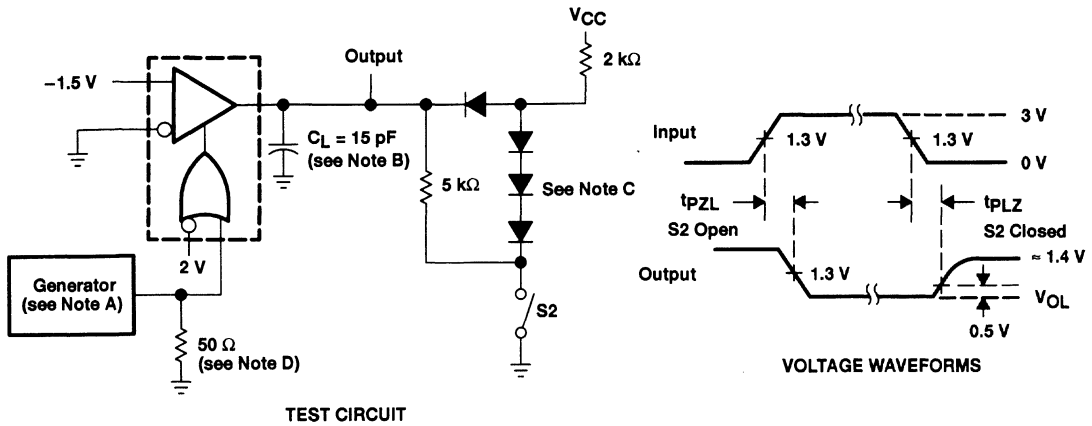 VCC
2 kΩ
Output
−1.5 V
CL = 15 pF
(see Note B)
5 kΩ
See Note C
2 V
Generator
(see Note A)
50 Ω
(see Note D)
S2
TEST CIRCUIT
Input
1.3 V
1.3 V
3 V
0 V
tPZL
tPLZ
S2 Open
S2 Closed
Output
1.3 V
≈ 1.4 V
VOL
0.5 V
VOLTAGE WAVEFORMS